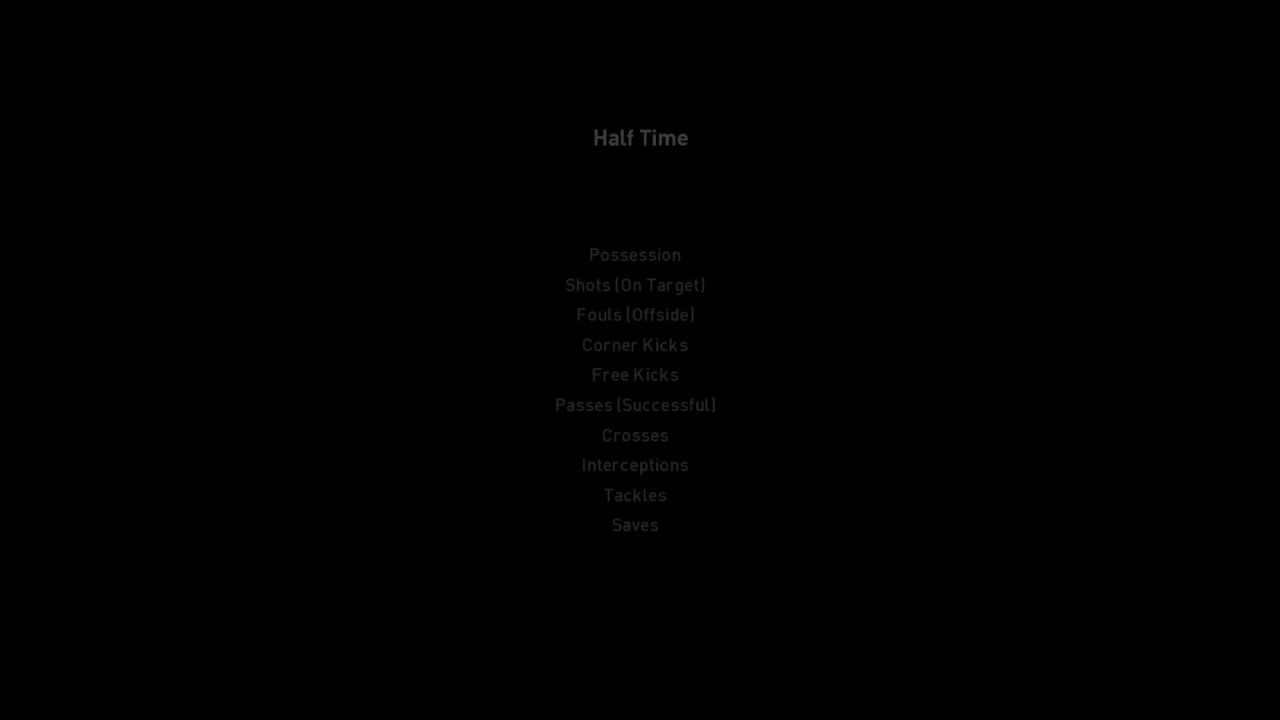 Half Time
Possession
Shots (On Target)
Fouls (Offside)
Corner Kicks
Free Kicks
Passes (Successful)
Crosses
Interceptions
Tackles
Saves